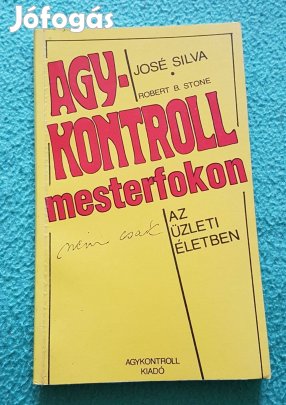 Jófogás
AGY-
JOSÉ SILVA
ROBERT B. STONE
KONTROLL
mesterfokon
nem csak
AZ
ÜZLETI
ÉLETBEN
AGYKONTROLL
KIADÓ